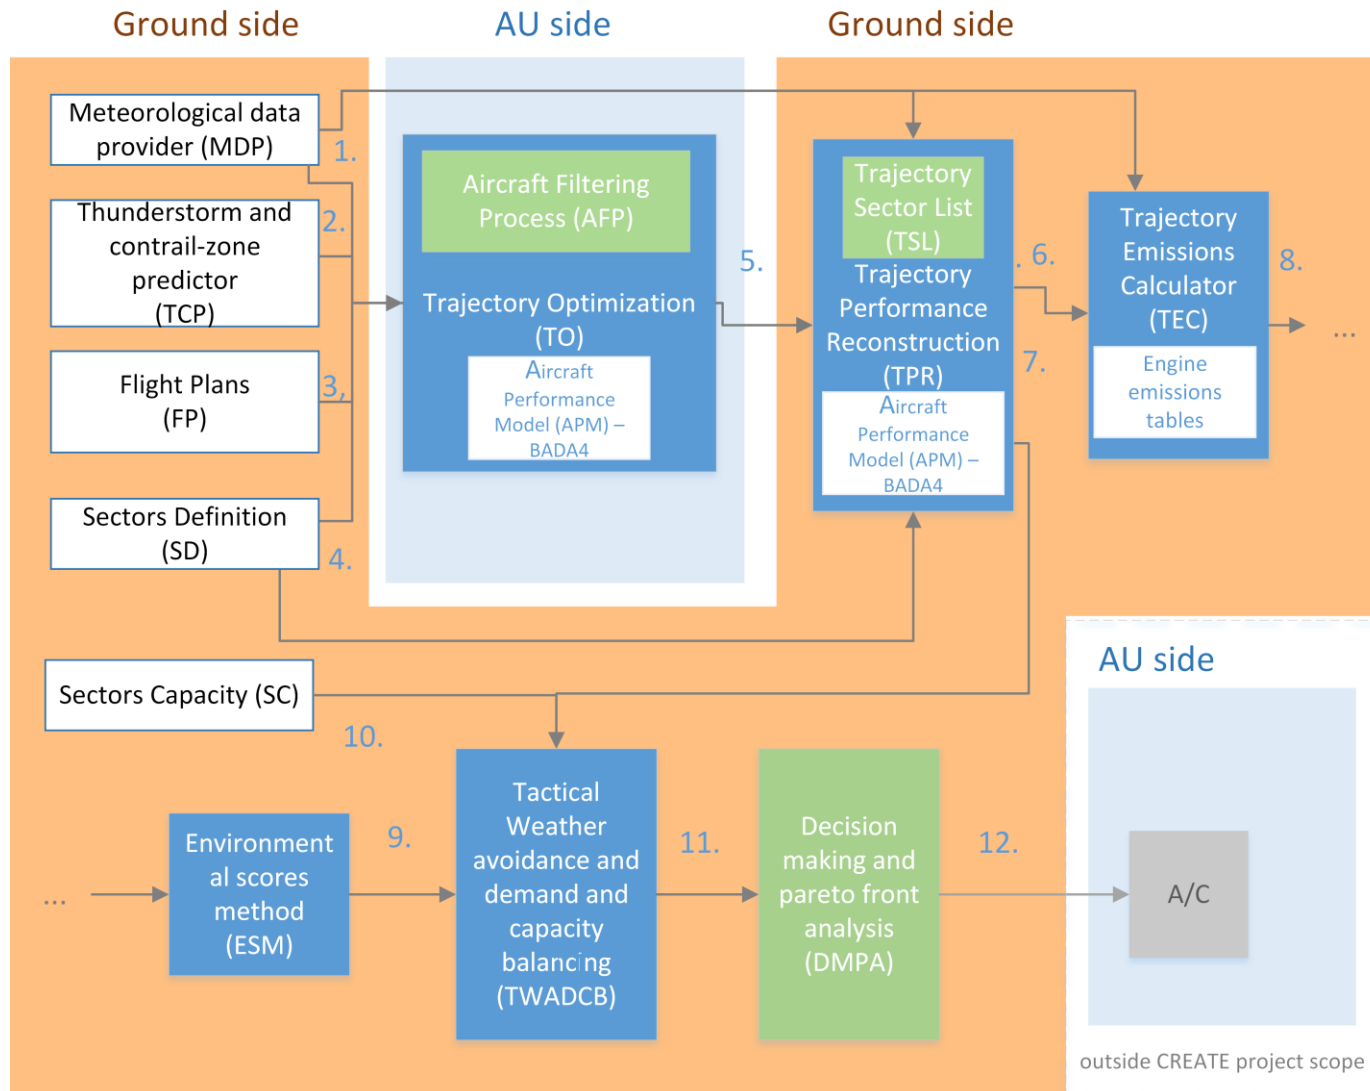 Ground side
AU side
Ground side
Meteorological data
provider (MDP)
1.
Thunderstorm and
contrail-zone
predictor
(TCP)
2.
Flight Plans
(FP)
3,
Sectors Definition
(SD)
4.
Aircraft Filtering
Process (AFP)
Trajectory Optimization
(TO)
Aircraft
Performance
Model (APM) –
BADA4
5.
Trajectory
Sector List
(TSL)
Trajectory
Performance
Reconstruction
(TPR)
Aircraft
Performance
Model (APM) –
BADA4
. 6.
7.
Trajectory
Emissions
Calculator
(TEC)
Engine
emissions
tables
8.
...
Sectors Capacity (SC)
10.
...
Environment
al scores
method
(ESM)
9.
Tactical
Weather
avoidance and
demand and
capacity
balancing
(TWADCB)
11.
Decision
making and
pareto front
analysis
(DMPA)
12.
AU side
A/C
outside CREATE project scope